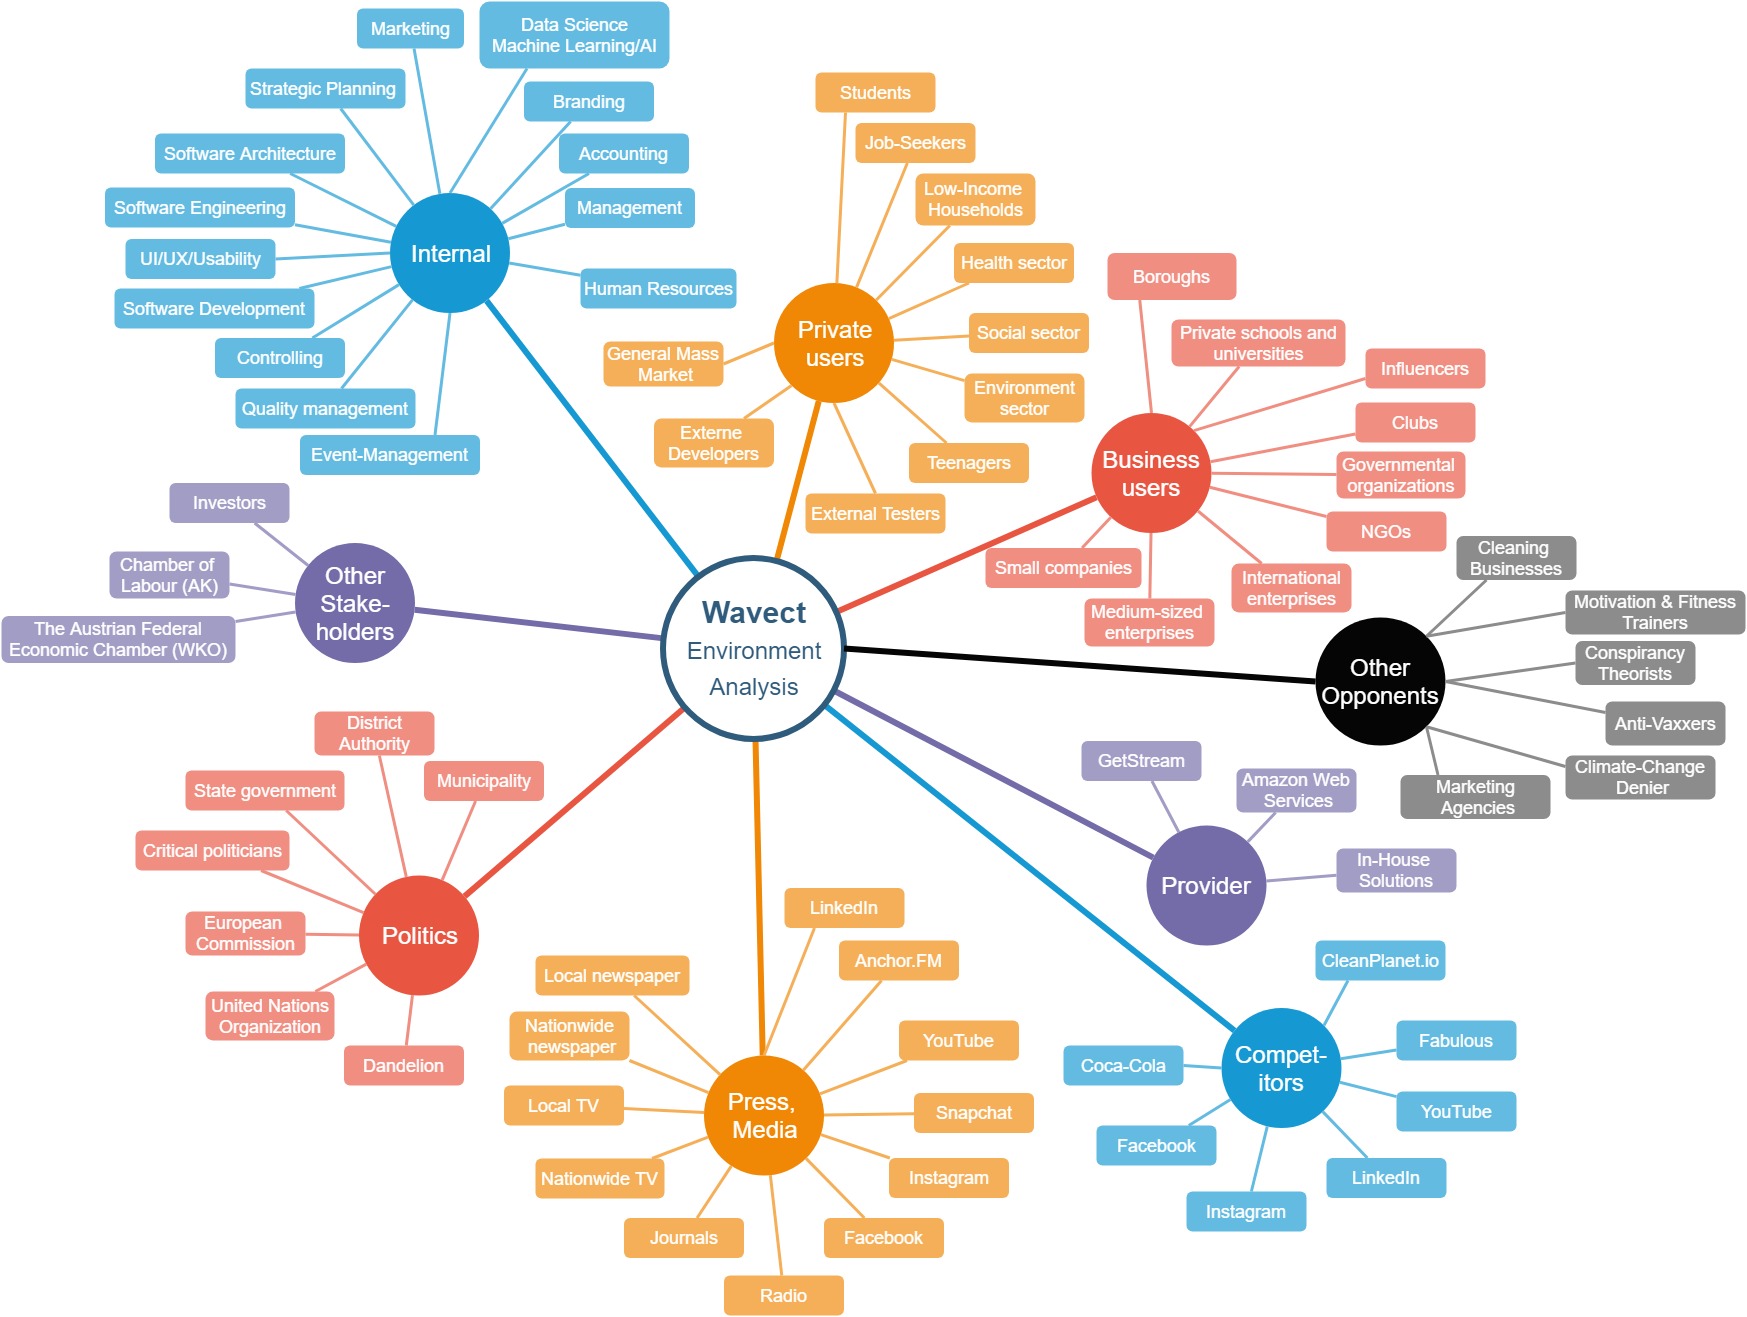 Marketing
Data Science
Machine Learning/AI
Strategic Planning
Branding
Software Architecture
Accounting
Software Engineering
Management
UI/UX/Usability
Internal
Software Development
Human Resources
Controlling
Quality management
Event-Management
Students
Job-Seekers
Low-Income
Households
Health sector
Private
users
Social sector
General Mass
Market
Environment
sector
Externe
Developers
Teenagers
External Testers
Boroughs
Private schools and
universities
Influencers
Clubs
Business
users
Governmental
organizations
NGOs
Small companies
International
enterprises
Medium-sized
enterprises
Investors
Chamber of
Labour (AK)
Other
Stake-
holders
The Austrian Federal
Economic Chamber (WKO)
Wavect
Environment
Analysis
Cleaning
Businesses
Motivation & Fitness
Trainers
Conspirancy
Theorists
Other
Opponents
Anti-Vaxxers
Climate-Change
Denier
Marketing
Agencies
District
Authority
Municipality
State government
Critical politicians
European
Commission
Politics
United Nations
Organization
Dandelion
GetStream
Amazon Web
Services
In-House
Solutions
Provider
LinkedIn
Anchor.FM
Local newspaper
Nationwide
newspaper
YouTube
Local TV
Press,
Media
Snapchat
Nationwide TV
Instagram
Journals
Facebook
Radio
CleanPlanet.io
Fabulous
Coca-Cola
Compet-
itors
YouTube
Facebook
LinkedIn
Instagram